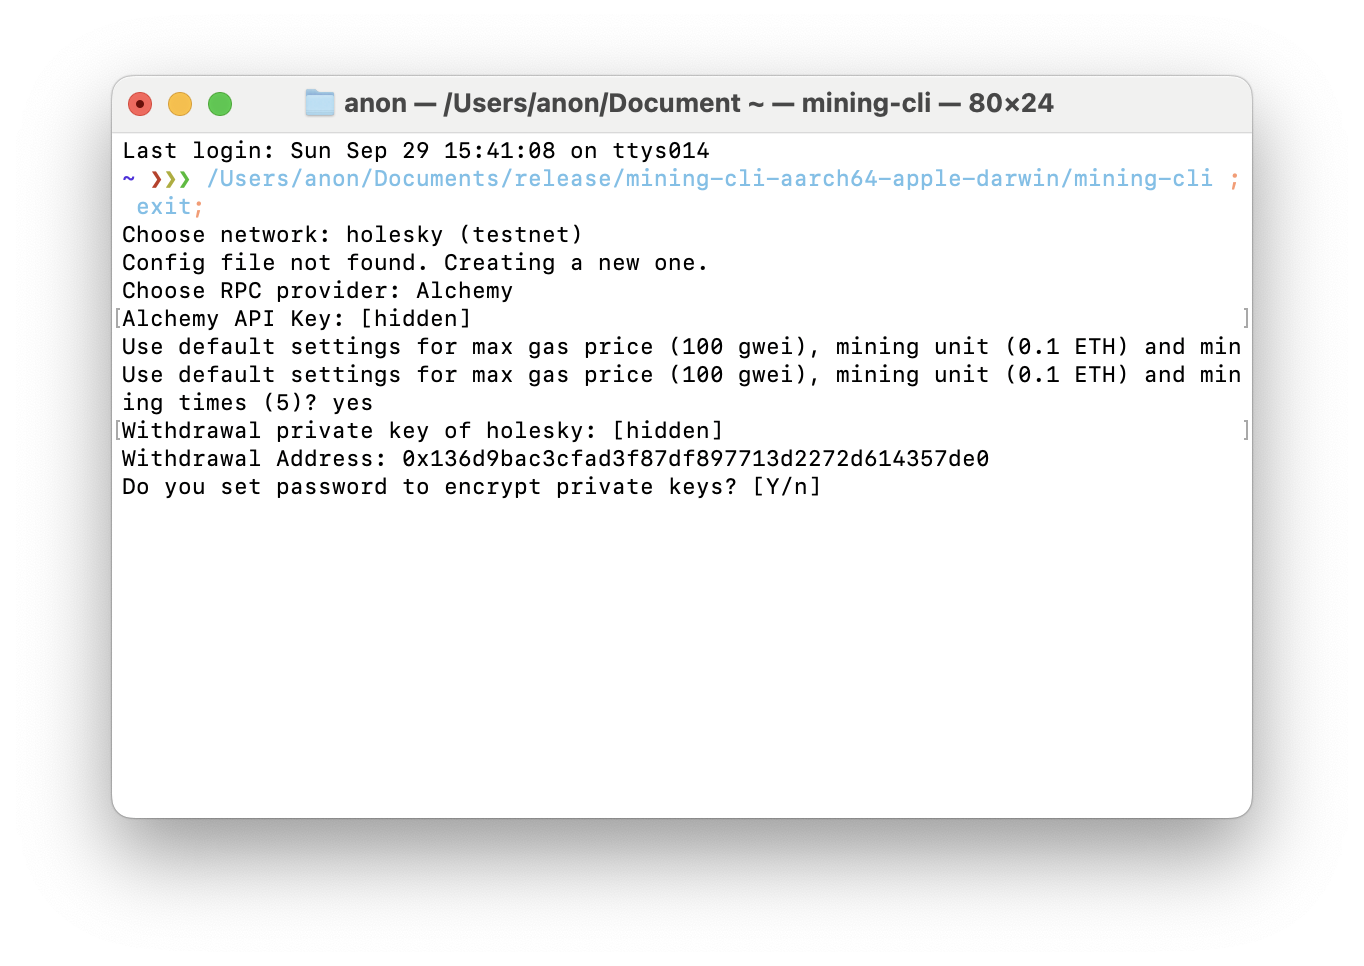 anon — /Users/anon/Document ~ — mining-cli — 80×24
Last login: Sun Sep 29 15:41:08 on ttys014
~ ❯❯❯ /Users/anon/Documents/release/mining-cli-aarch64-apple-darwin/mining-cli ;
exit;
Choose network: holesky (testnet)
Config file not found. Creating a new one.
Choose RPC provider: Alchemy
[Alchemy API Key: [hidden] ]
Use default settings for max gas price (100 gwei), mining unit (0.1 ETH) and min
Use default settings for max gas price (100 gwei), mining unit (0.1 ETH) and min
ing times (5)? yes
[Withdrawal private key of holesky: [hidden] ]
Withdrawal Address: 0x136d9bac3cfad3f87df897713d2272d614357de0
Do you set password to encrypt private keys? [Y/n]